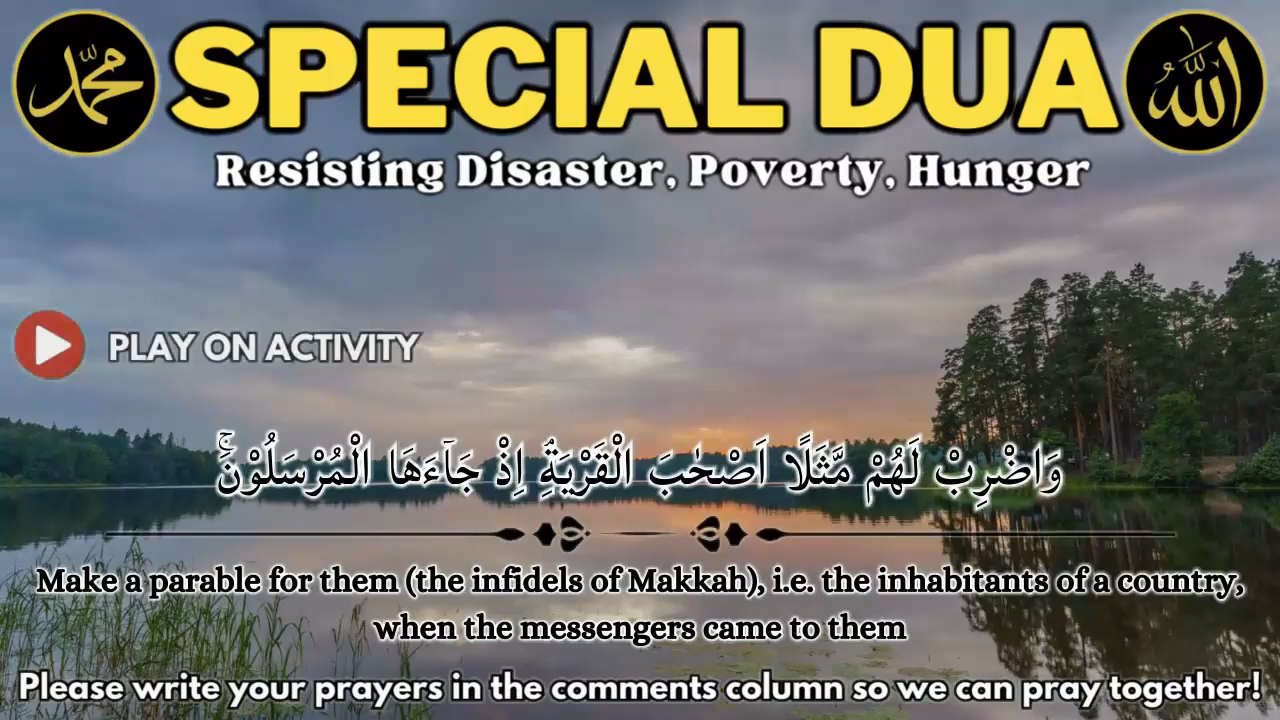 محمد
SPECIAL DUA
الله
Resisting Disaster, Poverty, Hunger
PLAY ON ACTIVITY
وَاضْرِبْ لَهُمْ مَّثَلًا اَصْحٰبَ الْقَرْيَةِۘ اِذْ جَاۤءَهَا الْمُرْسَلُوْنَۚ
Make a parable for them (the infidels of Makkah), i.e. the inhabitants of a country,
when the messengers came to them
Please write your prayers in the comments column so we can pray together!